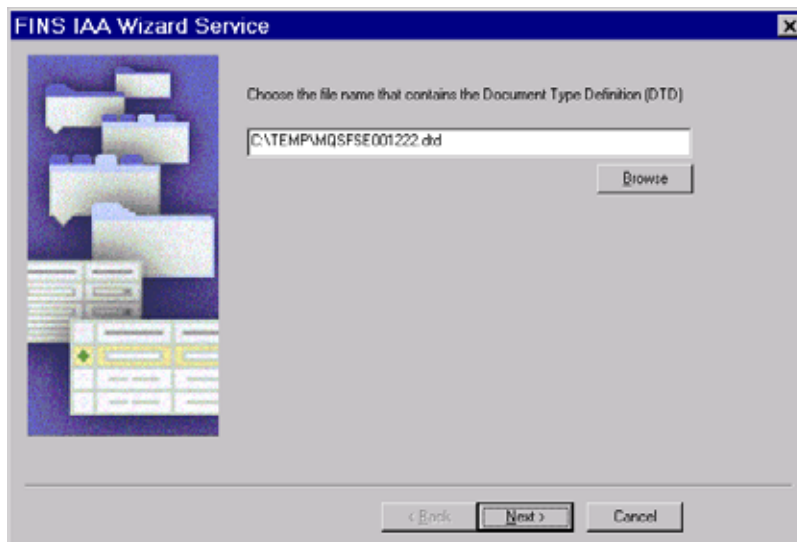 FINS IAA Wizard Service
Choose the file name that contains the Document Type Definition (DTD)
C:\TEMP\MQSFSE001222.dtd
Browse
< Back
Next >
Cancel